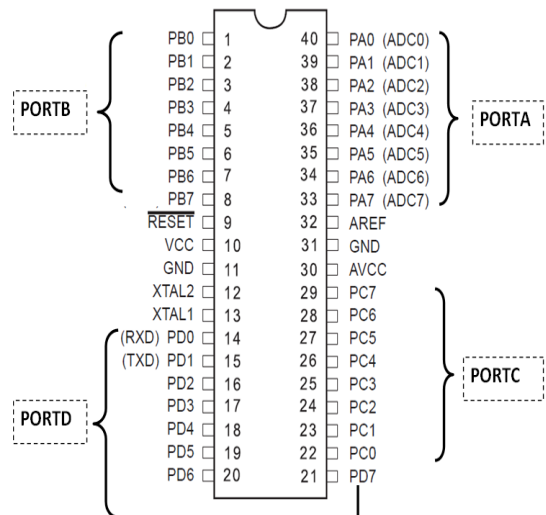 PB0 1 40 PA0 (ADC0)
PB1 2 39 PA1 (ADC1)
PB2 3 38 PA2 (ADC2)
PB3 4 37 PA3 (ADC3)
PORTB PORTA
PB4 5 36 PA4 (ADC4)
PB5 6 35 PA5 (ADC5)
PB6 7 34 PA6 (ADC6)
PB7 8 33 PA7 (ADC7)
RESET 9 32 AREF
VCC 10 31 GND
GND 11 30 AVCC
XTAL2 12 29 PC7
XTAL1 13 28 PC6
(RXD) PD0 14 27 PC5
(TXD) PD1 15 26 PC4
PD2 16 25 PC3
PORTC
PD3 17 24 PC2
PORTD
PD4 18 23 PC1
PD5 19 22 PC0
PD6 20 21 PD7